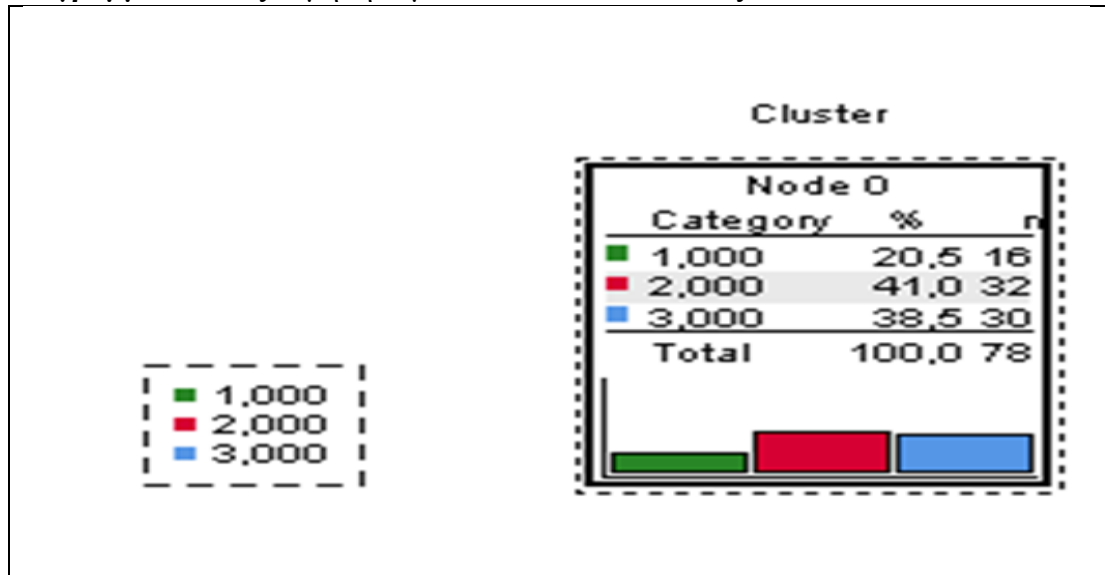 Cluster
Node 0
Category % n
1,000 20,5 16
2,000 41,0 32
3,000 38,5 30
Total 100,0 78
1,000
2,000
3,000